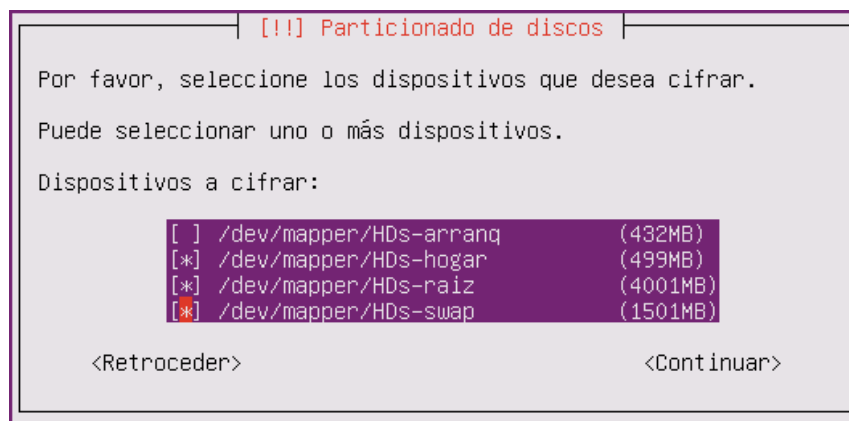 [!!] Particionado de discos
Por favor, seleccione los dispositivos que desea cifrar.
Puede seleccionar uno o más dispositivos.
Dispositivos a cifrar:
[ ] /dev/mapper/HDs-arranq (432MB)
[*] /dev/mapper/HDs-hogar (499MB)
[*] /dev/mapper/HDs-raiz (4001MB)
[*] /dev/mapper/HDs-swap (1501MB)
<Retroceder> <Continuar>